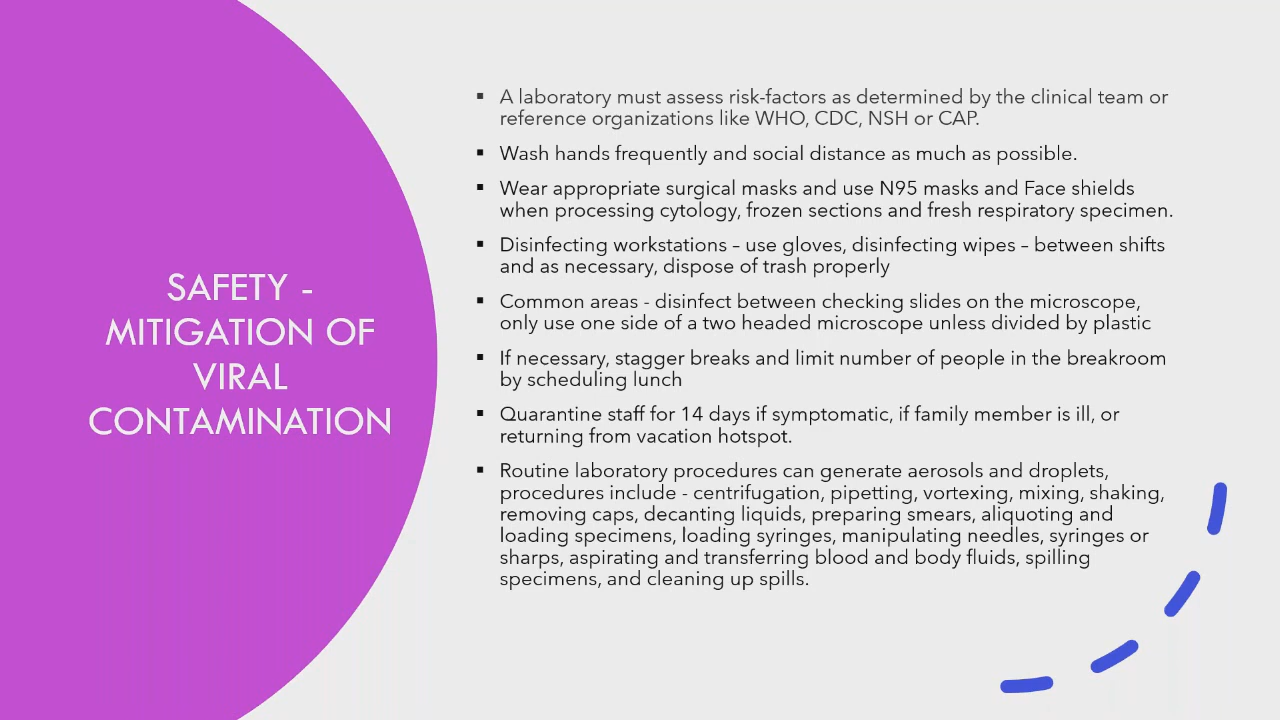 SAFETY -
MITIGATION OF
VIRAL
CONTAMINATION
▪ A laboratory must assess risk-factors as determined by the clinical team or
reference organizations like WHO, CDC, NSH or CAP.
▪ Wash hands frequently and social distance as much as possible.
▪ Wear appropriate surgical masks and use N95 masks and Face shields
when processing cytology, frozen sections and fresh respiratory specimen.
▪ Disinfecting workstations – use gloves, disinfecting wipes – between shifts
and as necessary, dispose of trash properly
▪ Common areas - disinfect between checking slides on the microscope,
only use one side of a two headed microscope unless divided by plastic
▪ If necessary, stagger breaks and limit number of people in the breakroom
by scheduling lunch
▪ Quarantine staff for 14 days if symptomatic, if family member is ill, or
returning from vacation hotspot.
▪ Routine laboratory procedures can generate aerosols and droplets,
procedures include - centrifugation, pipetting, vortexing, mixing, shaking,
removing caps, decanting liquids, preparing smears, aliquoting and
loading specimens, loading syringes, manipulating needles, syringes or
sharps, aspirating and transferring blood and body fluids, spilling
specimens, and cleaning up spills.